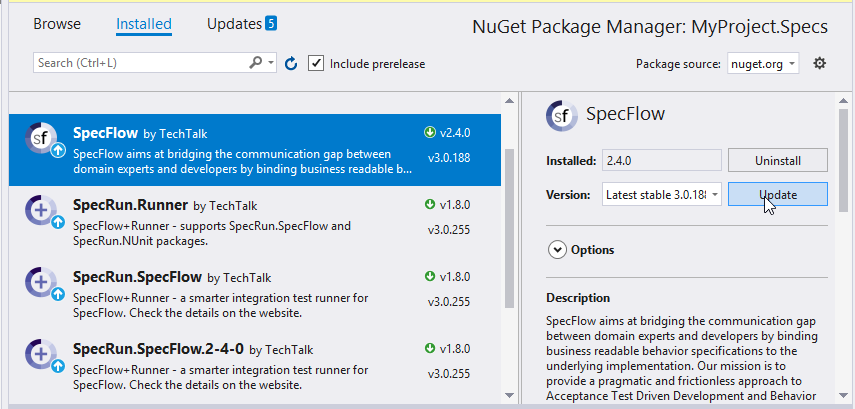 Browse Installed Updates 5 NuGet Package Manager: MyProject.Specs
Search (Ctrl+L) Include prerelease Package source: nuget.org
sf SpecFlow by TechTalk v2.4.0
SpecFlow aims at bridging the communication gap between
domain experts and developers by binding business readable b...
v3.0.188
SpecRun.Runner by TechTalk v1.8.0
SpecFlow+Runner - supports SpecRun.SpecFlow and
SpecRun.NUnit packages.
v3.0.255
SpecRun.SpecFlow by TechTalk v1.8.0
SpecFlow+Runner - a smarter integration test runner for
SpecFlow. Check the details on the website.
v3.0.255
SpecRun.SpecFlow.2-4-0 by TechTalk v1.8.0
SpecFlow+Runner - a smarter integration test runner for
SpecFlow. Check the details on the website.
v3.0.255
sf SpecFlow
Installed: 2.4.0 Uninstall
Version: Latest stable 3.0.188 Update
Options
Description
SpecFlow aims at bridging the communication gap
between domain experts and developers by binding
business readable behavior specifications to the
underlying implementation. Our mission is to
provide a pragmatic and frictionless approach to
Acceptance Test Driven Development and Behavior